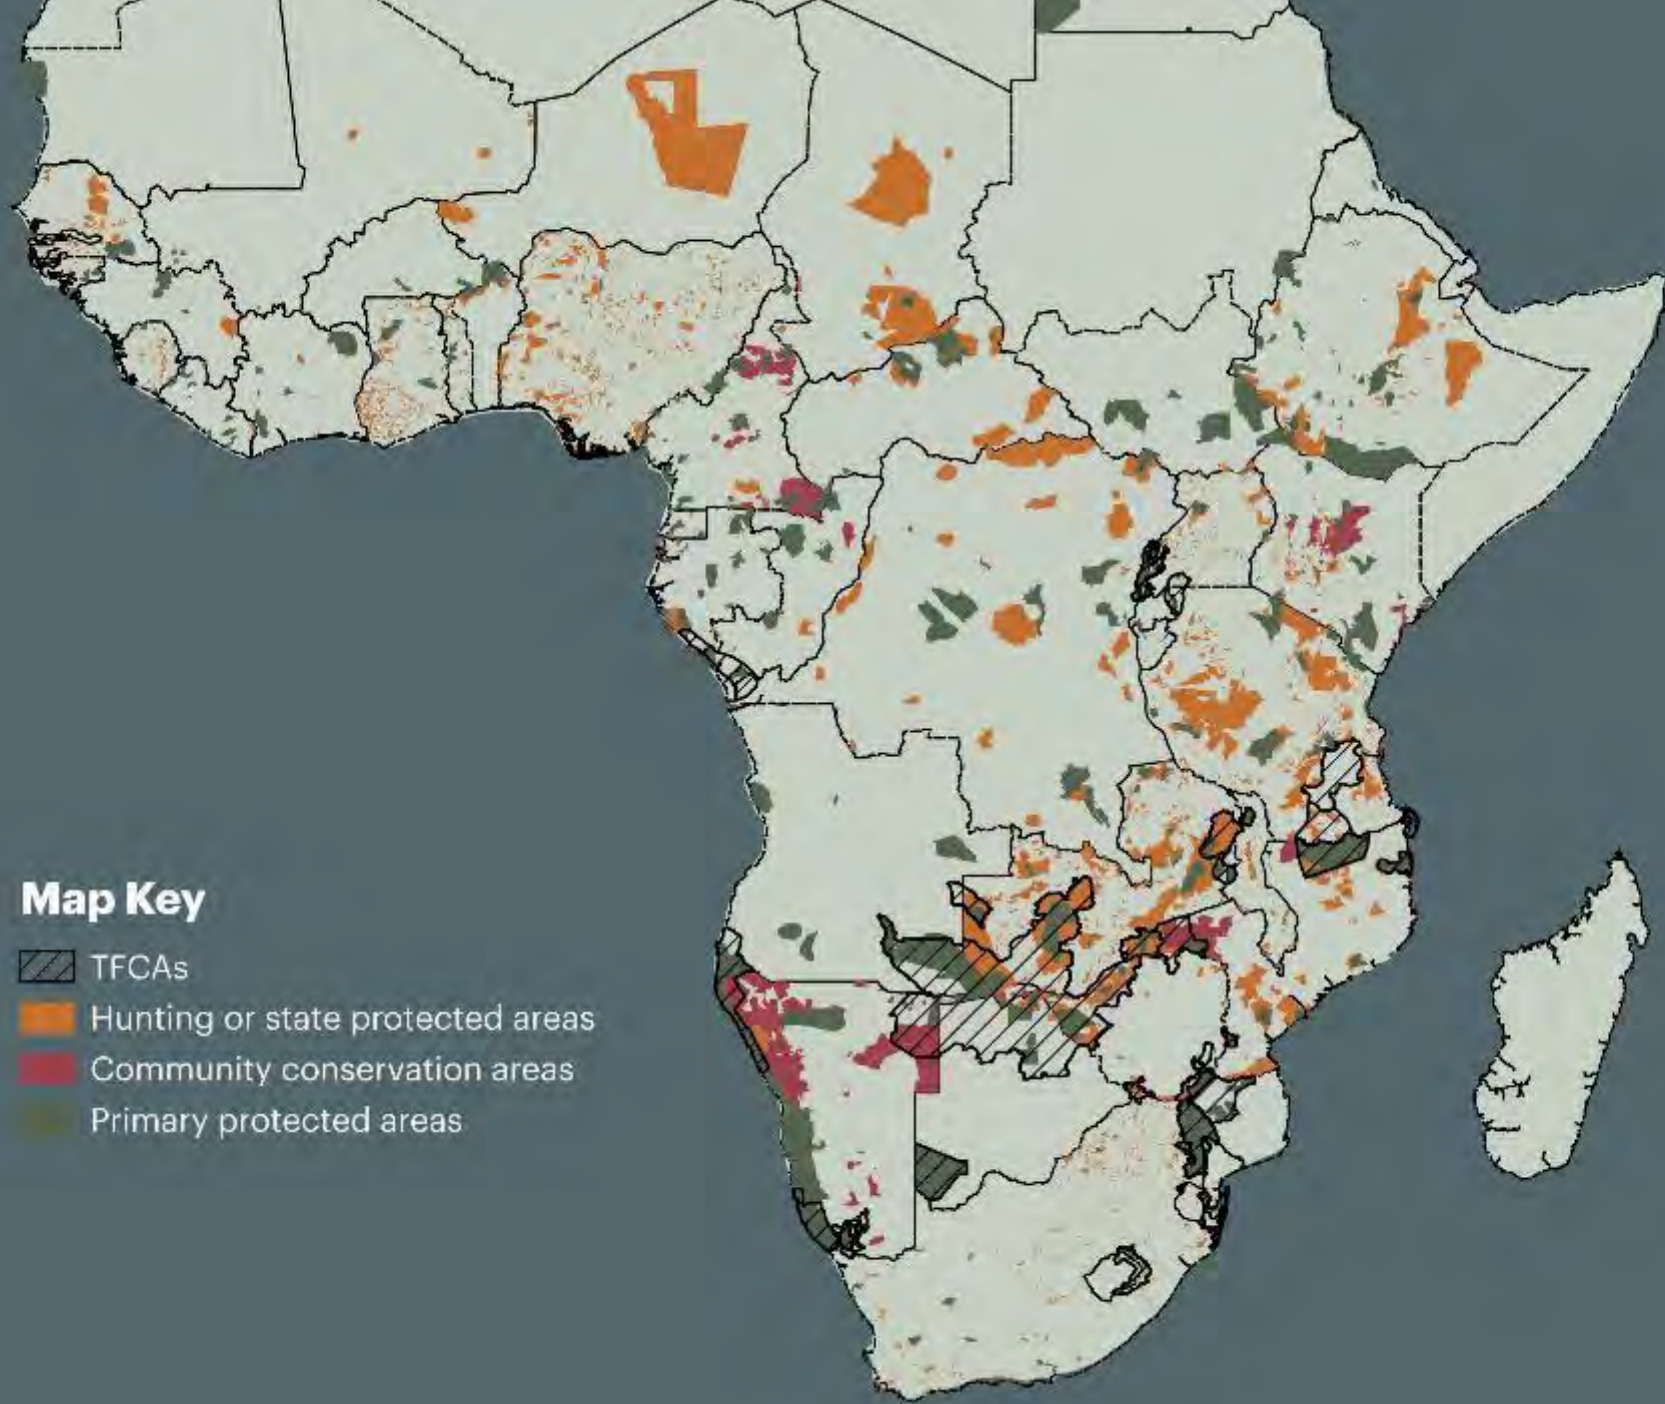 Map Key
TFCAs
Hunting or state protected areas
Community conservation areas
Primary protected areas